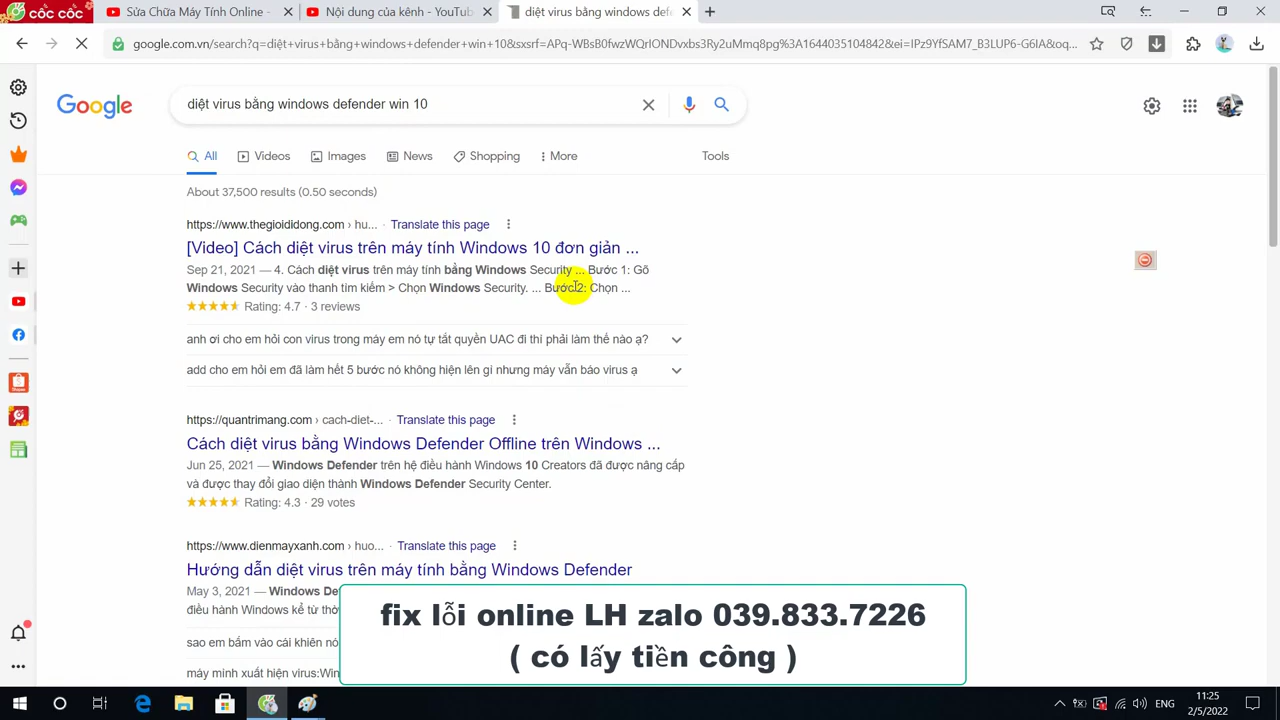 CỐC CỐC
Sửa Chữa Máy Tính Online -
Nội dung của kênh - YouTub
diệt virus bằng windows defe
google.com.vn/search?q=diệt+virus+bằng+windows+defender+win+10&sxsrf=APq-WBsB0fwzWQrIONDvxbs3Ry2uMmq8pg%3A1644035104842&ei=IPz9YfSAM7_B3LUP6-G6IA&oq...
Google
diệt virus bằng windows defender win 10
All
Videos
Images
News
Shopping
More
Tools
About 37,500 results (0.50 seconds)
https://www.thegioididong.com › hu... · Translate this page
[Video] Cách diệt virus trên máy tính Windows 10 đơn giản ...
Sep 21, 2021 — 4. Cách diệt virus trên máy tính bằng Windows Security ... Bước 1: Gõ
Windows Security vào thanh tìm kiếm > Chọn Windows Security. ... Bước 2: Chọn ...
Rating: 4.7 · 3 reviews
anh ơi cho em hỏi con virus trong máy em nó tự tắt quyền UAC đi thì phải làm thế nào ạ?
add cho em hỏi em đã làm hết 5 bước nó không hiện lên gì nhưng máy vẫn báo virus ạ
https://quantrimang.com › cach-diet-... · Translate this page
Cách diệt virus bằng Windows Defender Offline trên Windows ...
Jun 25, 2021 — Windows Defender trên hệ điều hành Windows 10 Creators đã được nâng cấp
và được thay đổi giao diện thành Windows Defender Security Center.
Rating: 4.3 · 29 votes
https://www.dienmayxanh.com › huo... · Translate this page
Hướng dẫn diệt virus trên máy tính bằng Windows Defender
May 3, 2021 — Windows De
điều hành Windows kể từ thờ
sao em bấm vào cái khiên nó
máy mình xuất hiện virus:Win
fix lỗi online LH zalo 039.833.7226
( có lấy tiền công )
ENG
11:25
2/5/2022